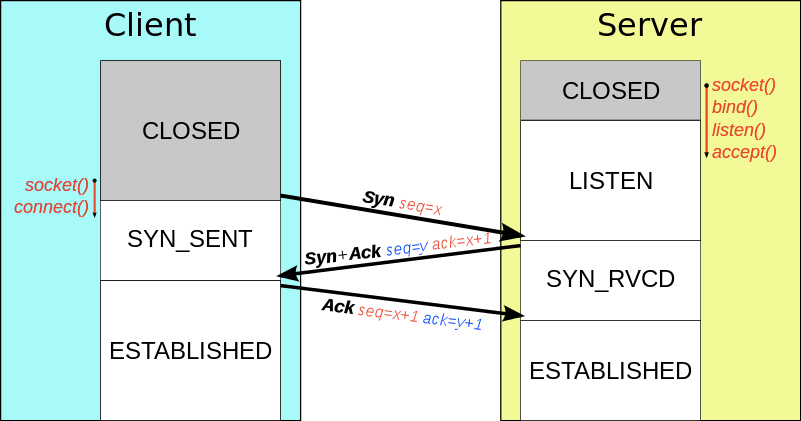 Client
CLOSED
socket()
connect()
SYN_SENT
ESTABLISHED
Syn seq=x
Syn+Ack seq=y ack=x+1
Ack seq=x+1 ack=y+1
Server
CLOSED
socket()
bind()
listen()
accept()
LISTEN
SYN_RVCD
ESTABLISHED